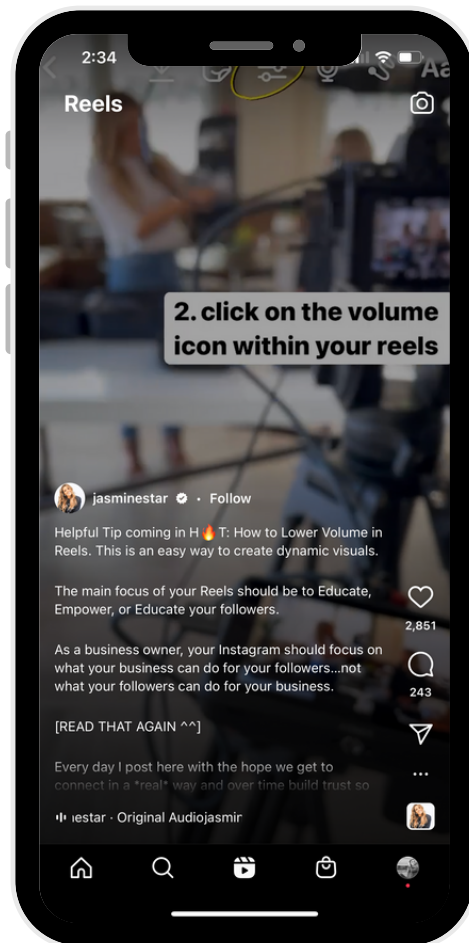 2:34
Aa
Reels
2. click on the volume
icon within your reels
jasminestar · Follow
Helpful Tip coming in H🔥T: How to Lower Volume in
Reels. This is an easy way to create dynamic visuals.
The main focus of your Reels should be to Educate,
Empower, or Educate your followers.
As a business owner, your Instagram should focus on
what your business can do for your followers...not
what your followers can do for your business.
[READ THAT AGAIN ^^]
Every day I post here with the hope we get to
connect in a *real* way and over time build trust so
2,851
243
estar · Original Audiojasmin